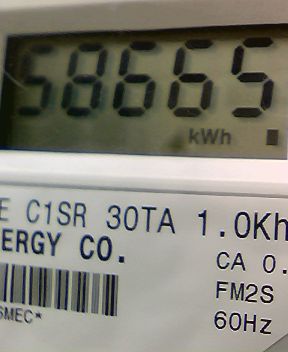 58665
kWh
E C1SR 30TA 1.0Kh
ERGY CO.
CA 0.
FM2S
SMEC*
60Hz